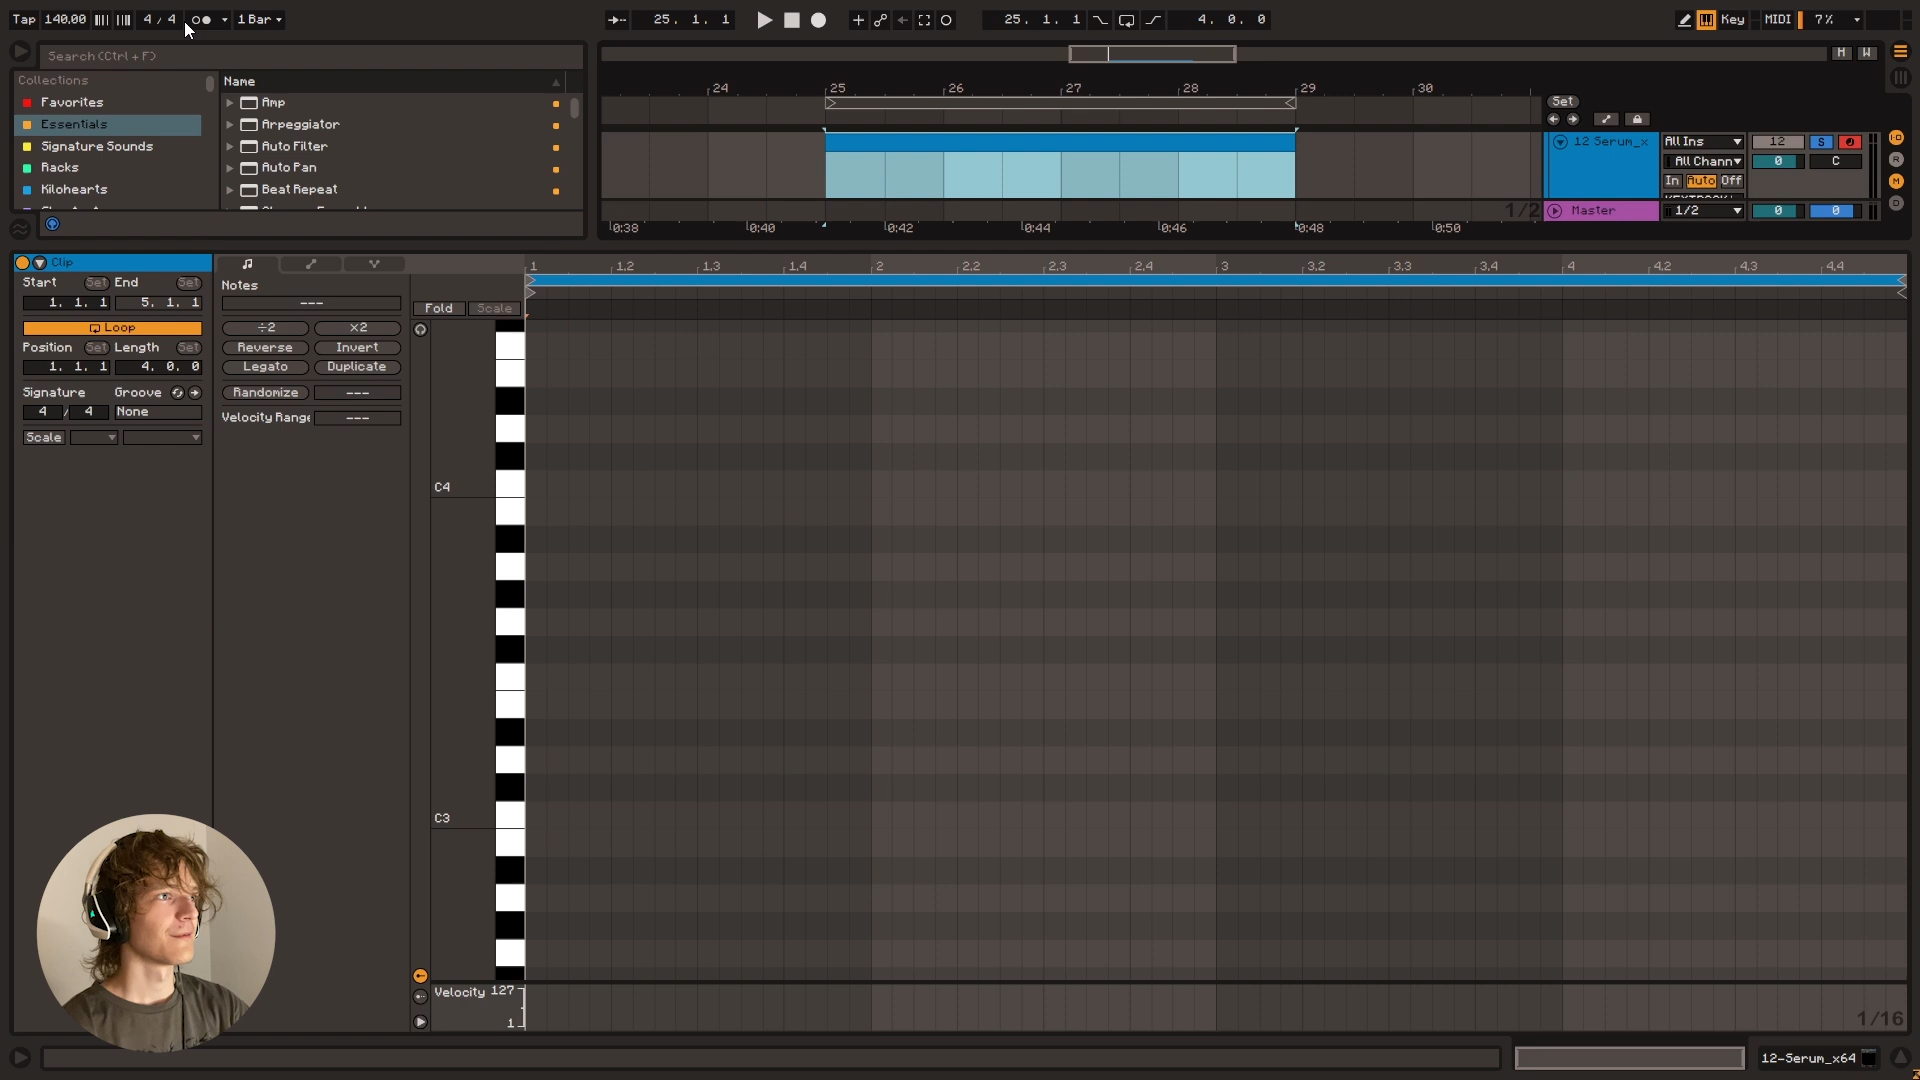 Tap 140.00 4 / 4 1 Bar 25. 1. 1 25. 1. 1 4. 0. 0 Key MIDI 7%
Search (Ctrl + F) H W
Collections Name
Favorites Amp
Essentials Arpeggiator
Signature Sounds Auto Filter
Racks Auto Pan
Kilohearts Beat Repeat
24 25 26 27 28 29 30
Set
12 Serum_x All Ins 12 S
All Chann 0 C
In Auto Off
1/2 Master 1/2 0 0
0:38 0:40 0:42 0:44 0:46 0:48 0:50
Clip 1 1.2 1.3 1.4 2 2.2 2.3 2.4 3 3.2 3.3 3.4 4 4.2 4.3 4.4
Start Set End Set Notes
1. 1. 1 5. 1. 1 ---
Fold Scale
Loop ÷2 ×2
Position Set Length Set Reverse Invert
1. 1. 1 4. 0. 0 Legato Duplicate
Signature Groove Randomize ---
4 / 4 None Velocity Range ---
Scale
C4
C3
Velocity 127
1 1/16
12-Serum_x64